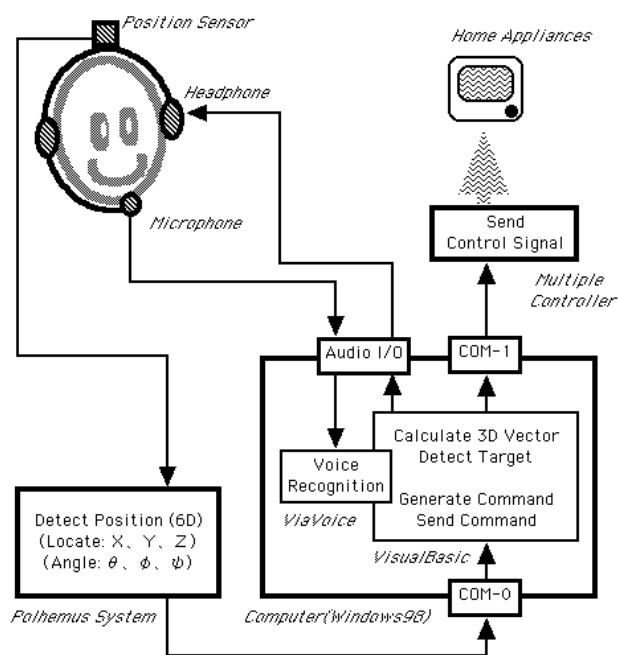 Position Sensor
Home Appliances
Headphone
Microphone
Send
Control Signal
Multiple
Controller
Audio I/O
COM-1
Calculate 3D Vector
Detect Target
Voice
Recognition
Generate Command
Send Command
ViaVoice
Detect Position (6D)
(Locate: X、Y、Z)
(Angle: θ、ϕ、ψ)
VisualBasic
COM-0
Polhemus System
Computer(Windows98)